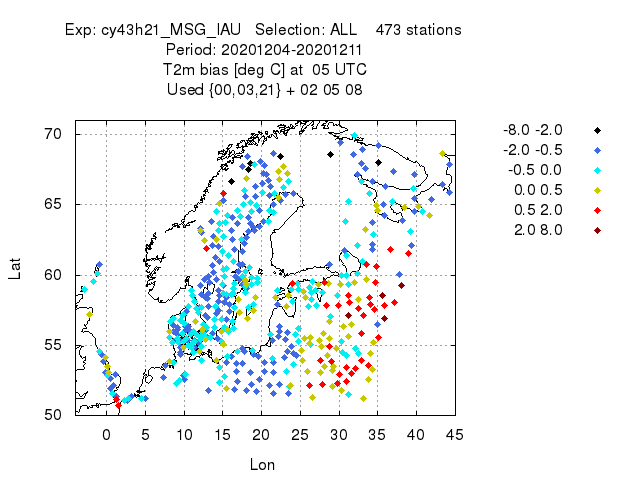 Exp: cy43h21_MSG_IAU   Selection: ALL    473 stations
Period: 20201204-20201211
T2m bias [deg C] at  05 UTC
Used {00,03,21} + 02 05 08
-8.0 -2.0
-2.0 -0.5
-0.5 0.0
0.0 0.5
0.5 2.0
2.0 8.0
70
65
60
55
50
Lat
0 5 10 15 20 25 30 35 40 45
Lon